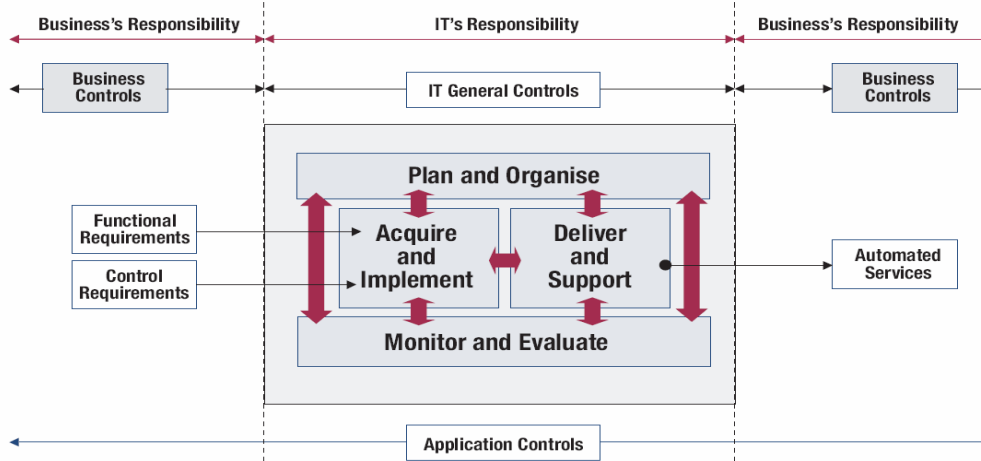 Business's Responsibility
IT's Responsibility
Business's Responsibility
Business
Controls
IT General Controls
Business
Controls
Plan and Organise
Functional
Requirements
Control
Requirements
Acquire
and
Implement
Deliver
and
Support
Automated
Services
Monitor and Evaluate
Application Controls